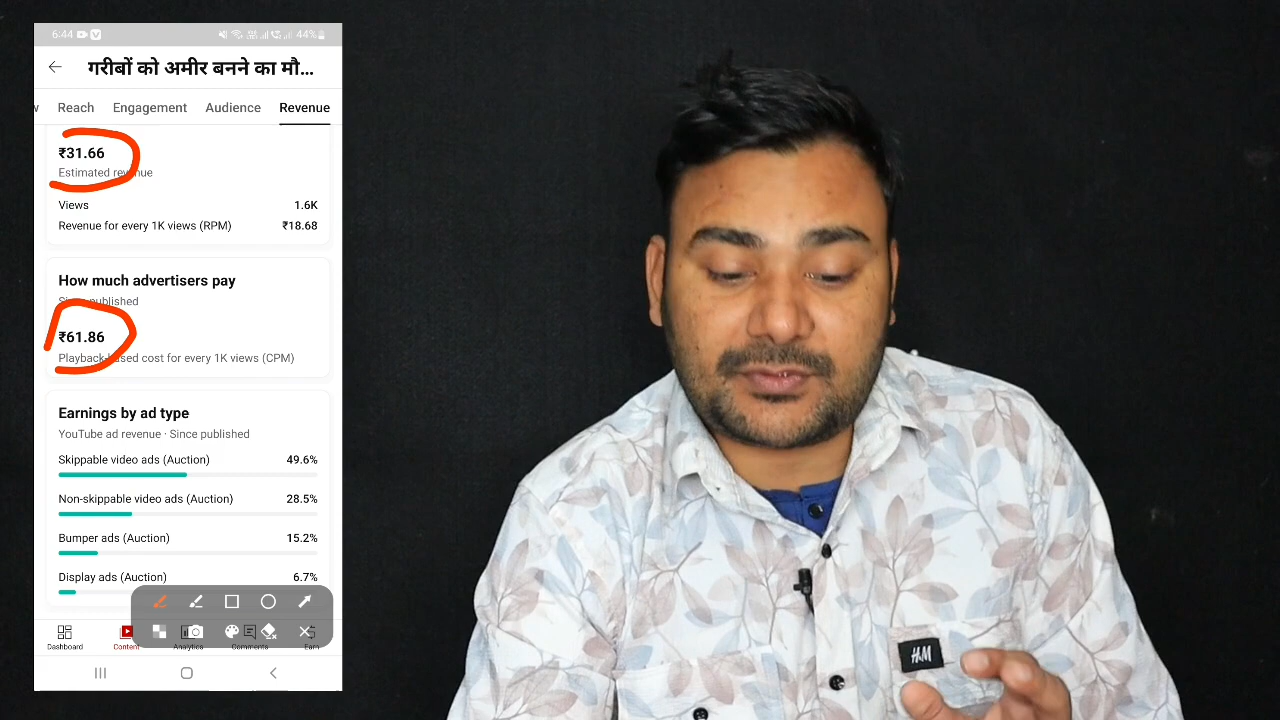 6:44
44%
गरीबों को अमीर बनने का मौ...
w Reach Engagement Audience Revenue
₹31.66
Estimated revenue
Views 1.6K
Revenue for every 1K views (RPM) ₹18.68
How much advertisers pay
Since published
₹61.86
Playback-based cost for every 1K views (CPM)
Earnings by ad type
YouTube ad revenue · Since published
Skippable video ads (Auction) 49.6%
Non-skippable video ads (Auction) 28.5%
Bumper ads (Auction) 15.2%
Display ads (Auction) 6.7%
Dashboard Content Analytics Comments Earn
H&M